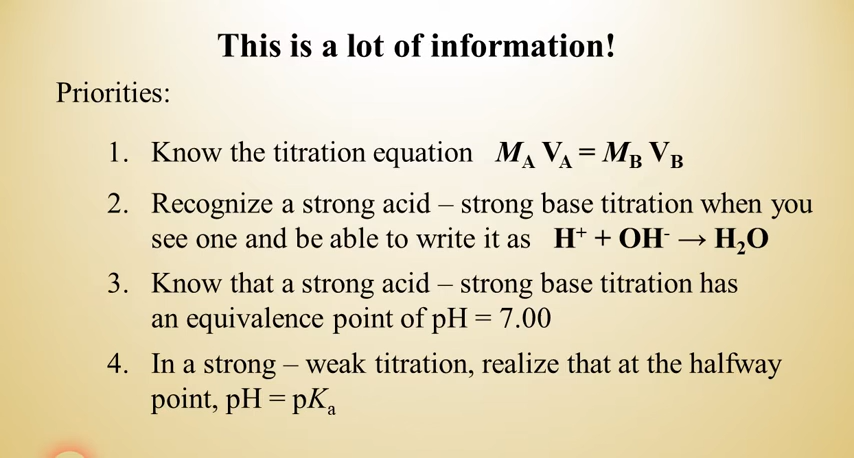 This is a lot of information!
Priorities:
1. Know the titration equation M_A V_A = M_B V_B
2. Recognize a strong acid – strong base titration when you
see one and be able to write it as H⁺ + OH⁻ → H₂O
3. Know that a strong acid – strong base titration has
an equivalence point of pH = 7.00
4. In a strong – weak titration, realize that at the halfway
point, pH = pKₐ